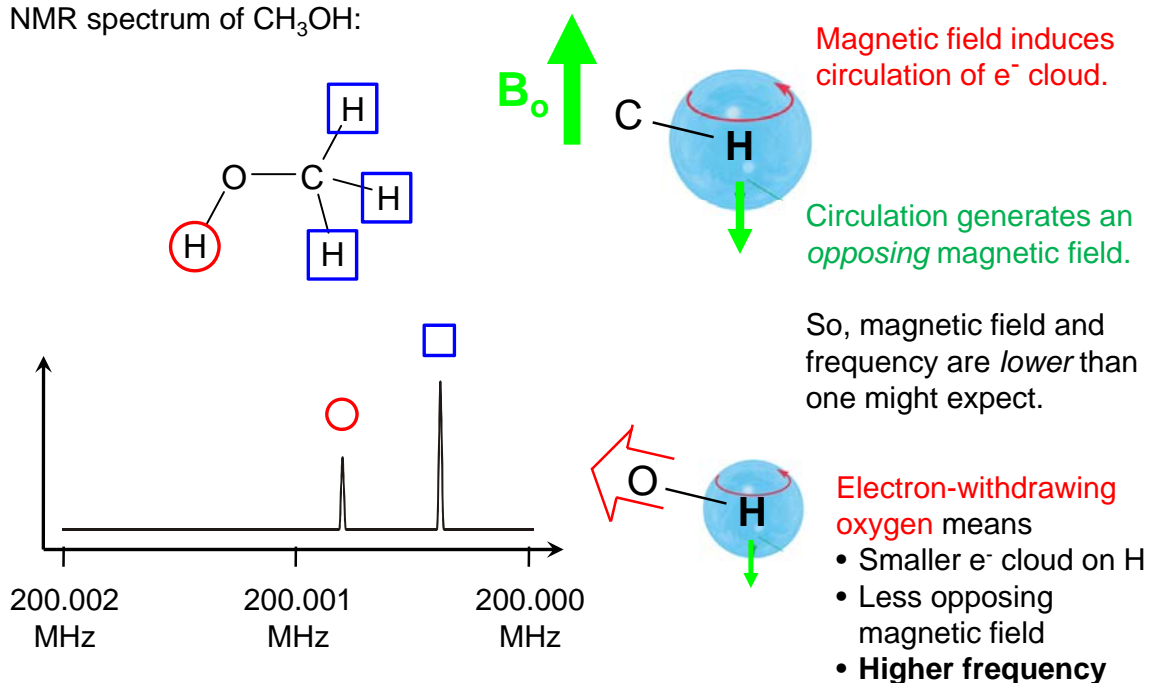 NMR spectrum of CH₃OH:
H
O
C
H
H
H
200.002
MHz
200.001
MHz
200.000
MHz
Bₒ
C
H
Magnetic field induces
circulation of e⁻ cloud.
Circulation generates an
opposing magnetic field.
So, magnetic field and
frequency are lower than
one might expect.
O
H
Electron-withdrawing
oxygen means
• Smaller e⁻ cloud on H
• Less opposing
magnetic field
• Higher frequency